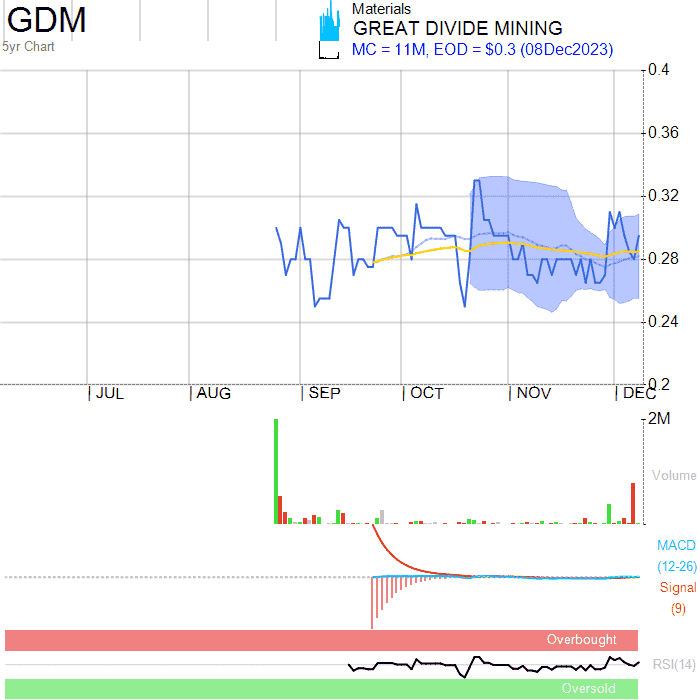 GDM
5yr Chart
Materials
GREAT DIVIDE MINING
MC = 11M, EOD = $0.3 (08Dec2023)
0.4
0.36
0.32
0.28
0.24
0.2
JUL AUG SEP OCT NOV DEC
2M
Volume
MACD
(12-26)
Signal
(9)
Overbought
RSI(14)
Oversold